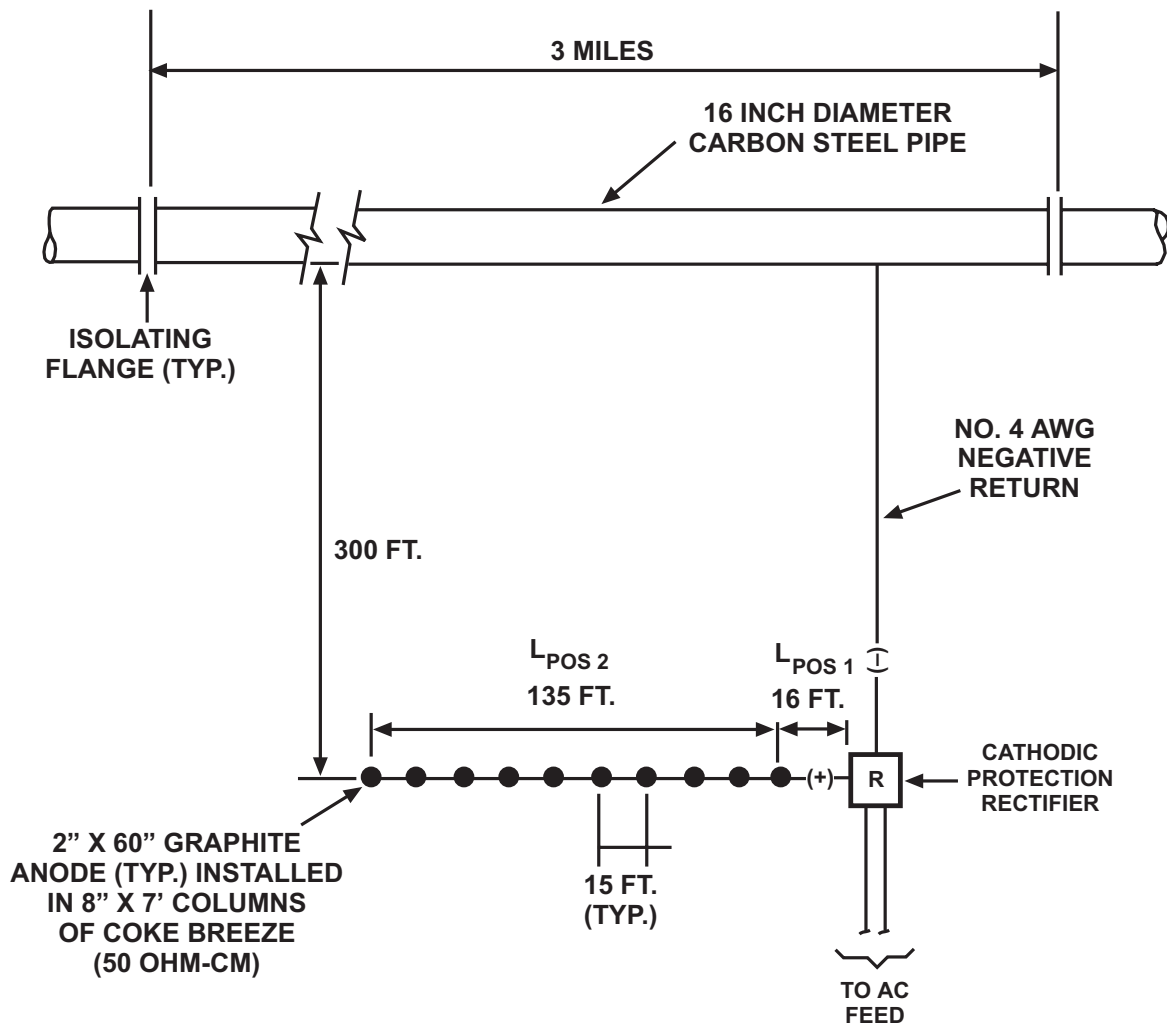 3 MILES
16 INCH DIAMETER
CARBON STEEL PIPE
ISOLATING
FLANGE (TYP.)
NO. 4 AWG
NEGATIVE
RETURN
300 FT.
L POS 2
135 FT.
L POS 1
16 FT.
(–)
(+)
R
CATHODIC
PROTECTION
RECTIFIER
2” X 60” GRAPHITE
ANODE (TYP.) INSTALLED
IN 8” X 7’ COLUMNS
OF COKE BREEZE
(50 OHM-CM)
15 FT.
(TYP.)
TO AC
FEED